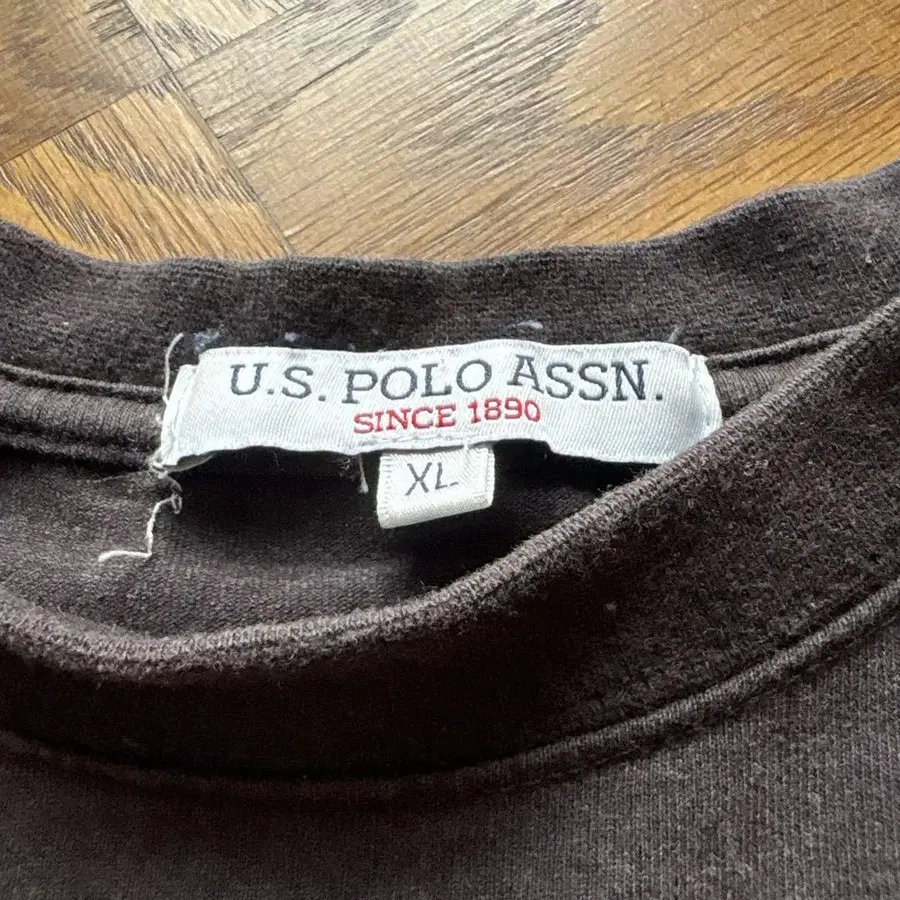 U.S. POLO ASSN.
SINCE 1890
XL